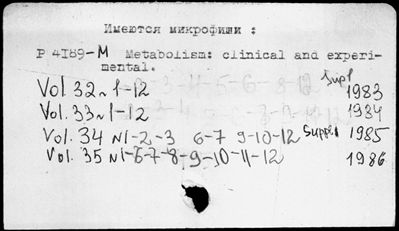 Имеются микрофиши :
P 4189-M Metabolism: clinical and experi-
mental.
Vol. 32 N 1-12 Suppl 1983
Vol. 33 N 1-12 1984
Vol. 34 N1-2-3 6-7 9-10-12 Suppl.1 1985
Vol. 35 N1-6-7-8-9-10-11-12 1986